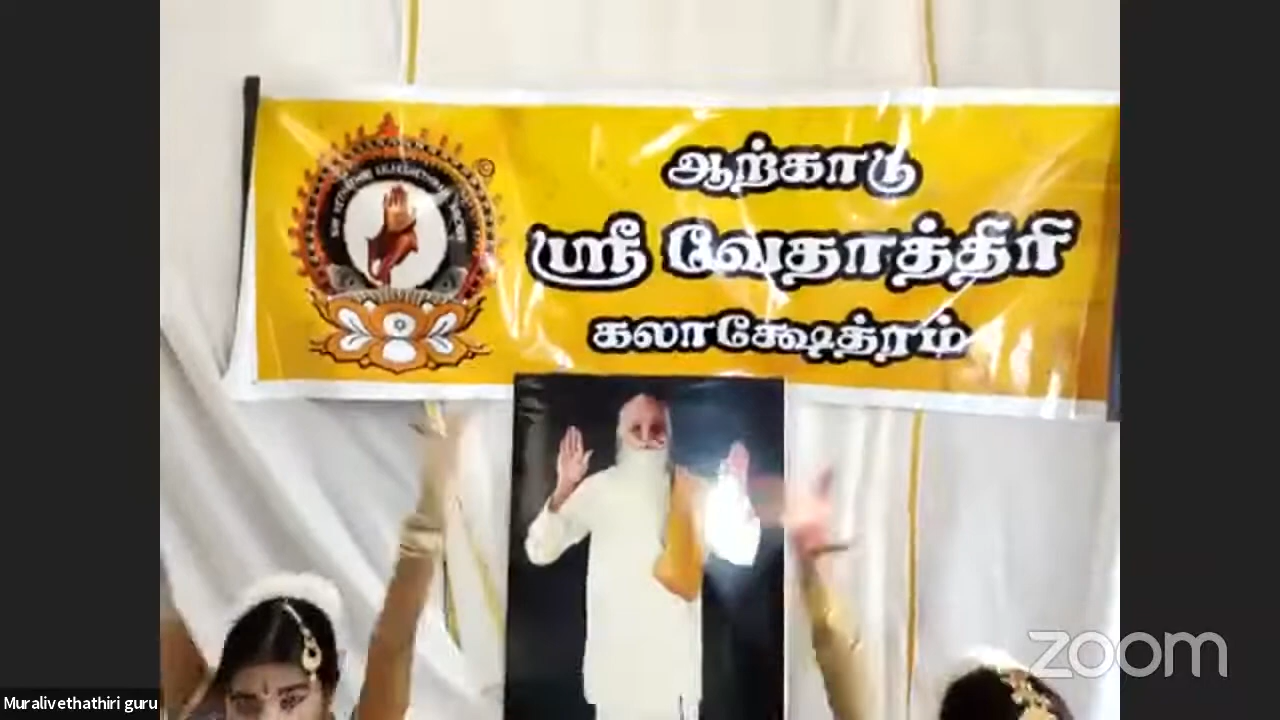 ஆற்காடு
ஸ்ரீ வேதாத்திரி
கலாக்ஷேத்ரம்
©
zoom
Muralivethathiri guru